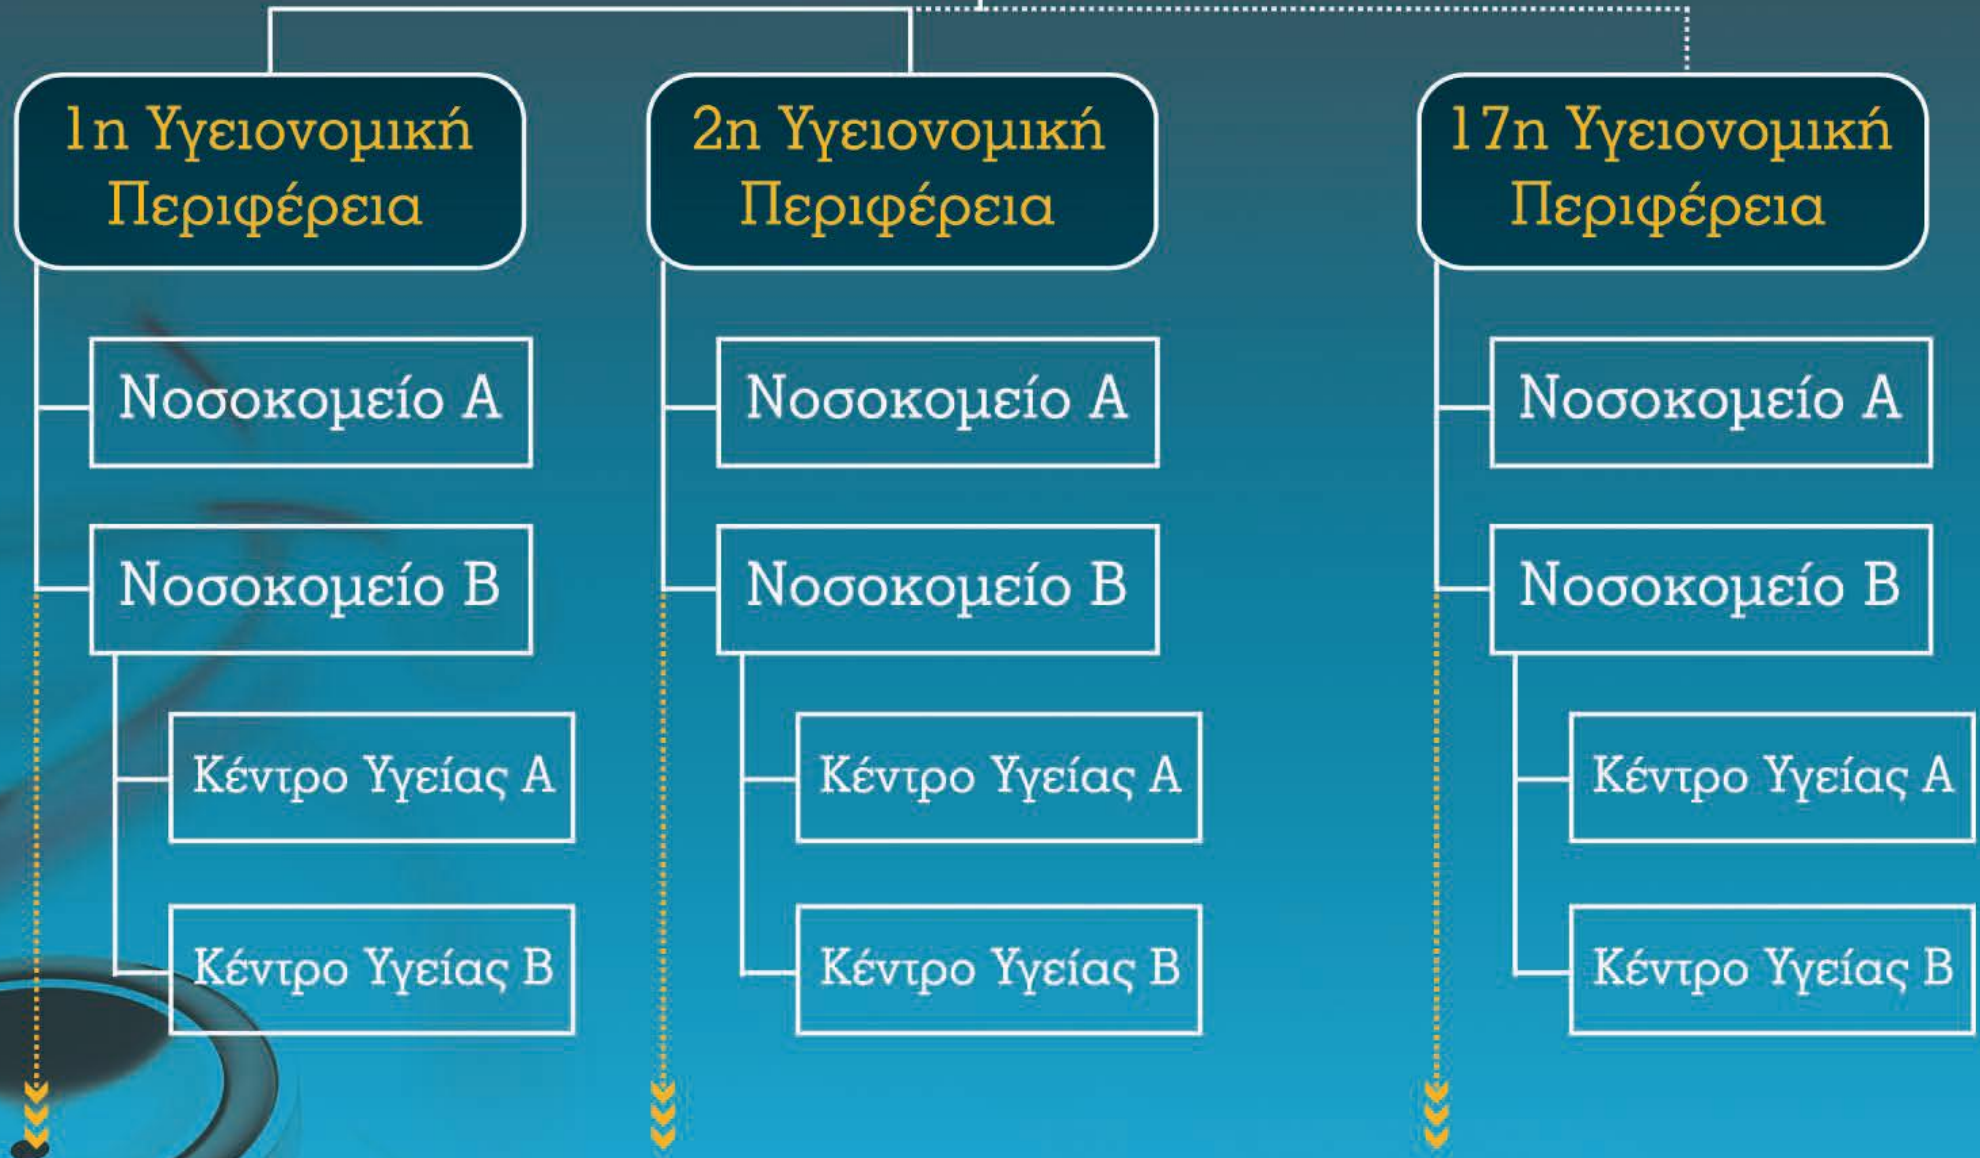 1η Υγειονομική
Περιφέρεια
Νοσοκομείο Α
Νοσοκομείο Β
Κέντρο Υγείας Α
Κέντρο Υγείας Β
2η Υγειονομική
Περιφέρεια
Νοσοκομείο Α
Νοσοκομείο Β
Κέντρο Υγείας Α
Κέντρο Υγείας Β
17η Υγειονομική
Περιφέρεια
Νοσοκομείο Α
Νοσοκομείο Β
Κέντρο Υγείας Α
Κέντρο Υγείας Β